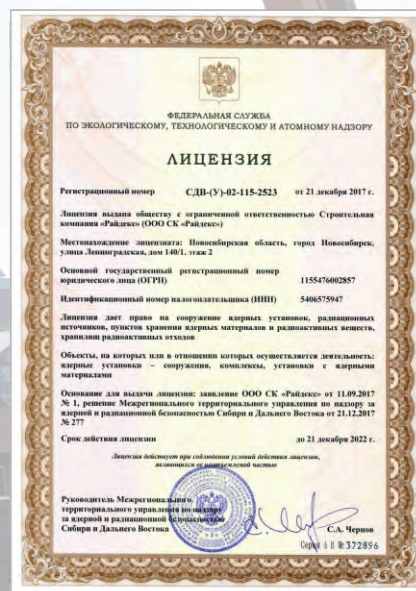 ФЕДЕРАЛЬНАЯ СЛУЖБА
ПО ЭКОЛОГИЧЕСКОМУ, ТЕХНОЛОГИЧЕСКОМУ И АТОМНОМУ НАДЗОРУ
ЛИЦЕНЗИЯ
Регистрационный номер СДВ-(У)-02-115-2523 от 21 декабря 2017 г.
Лицензия выдана обществу с ограниченной ответственностью Строительная
компания «Райдекс» (ООО СК «Райдекс»)
Местонахождение лицензиата: Новосибирская область, город Новосибирск,
улица Ленинградская, дом 140/1, этаж 2
Основной государственный регистрационный номер
юридического лица (ОГРН) 1155476002857
Идентификационный номер налогоплательщика (ИНН) 5406575947
Лицензия дает право на сооружение ядерных установок, радиационных
источников, пунктов хранения ядерных материалов и радиоактивных веществ,
хранилищ радиоактивных отходов
Объекты, на которых или в отношении которых осуществляется деятельность:
ядерные установки – сооружения, комплексы, установки с ядерными
материалами
Основание для выдачи лицензии: заявление ООО СК «Райдекс» от 11.09.2017
№ 1, решение Межрегионального территориального управления по надзору за
ядерной и радиационной безопасностью Сибири и Дальнего Востока от 21.12.2017
№ 277
Срок действия лицензии до 21 декабря 2022 г.
Лицензия действует при соблюдении условий действия лицензии,
являющихся ее неотъемлемой частью
Руководитель Межрегионального
территориального управления по надзору
за ядерной и радиационной безопасностью
Сибири и Дальнего Востока С.А. Чернов
Серия А В № 372896